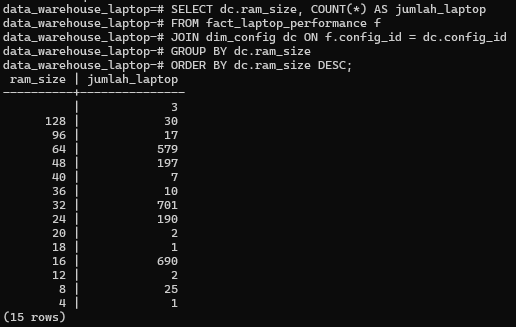 data_warehouse_laptop=# SELECT dc.ram_size, COUNT(*) AS jumlah_laptop
data_warehouse_laptop-# FROM fact_laptop_performance f
data_warehouse_laptop-# JOIN dim_config dc ON f.config_id = dc.config_id
data_warehouse_laptop-# GROUP BY dc.ram_size
data_warehouse_laptop-# ORDER BY dc.ram_size DESC;
 ram_size | jumlah_laptop
----------+---------------
          |             3
      128 |            30
       96 |            17
       64 |           579
       48 |           197
       40 |             7
       36 |            10
       32 |           701
       24 |           190
       20 |             2
       18 |             1
       16 |           690
       12 |             2
        8 |            25
        4 |             1
(15 rows)